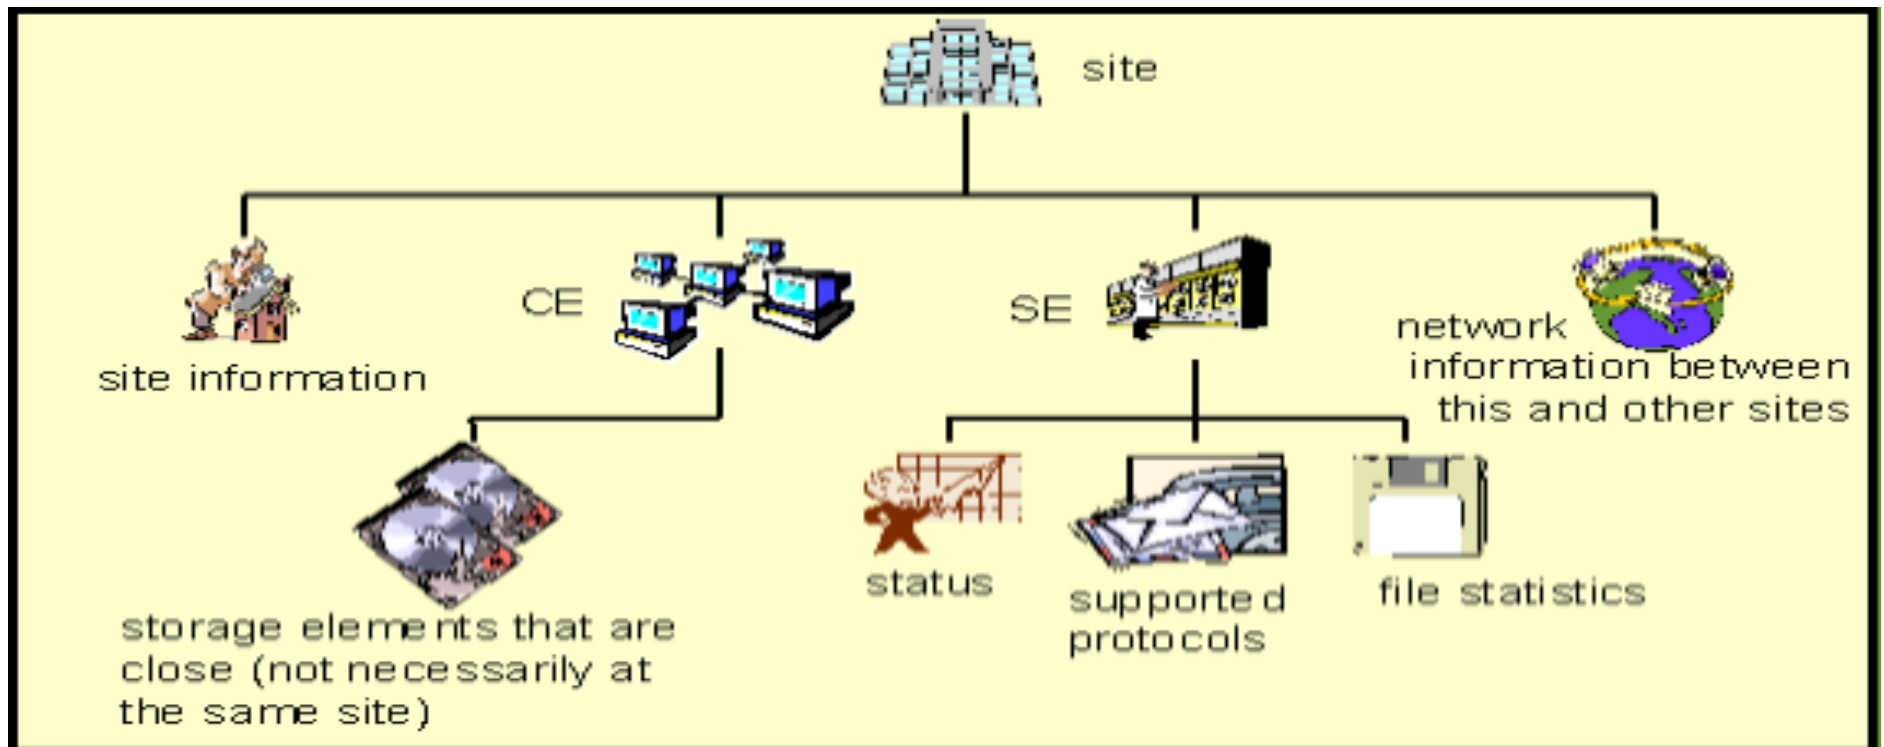 site
CE
SE
network
information between
this and other sites
site information
status
supported
protocols
file statistics
storage elements that are
close (not necessarily at
the same site)